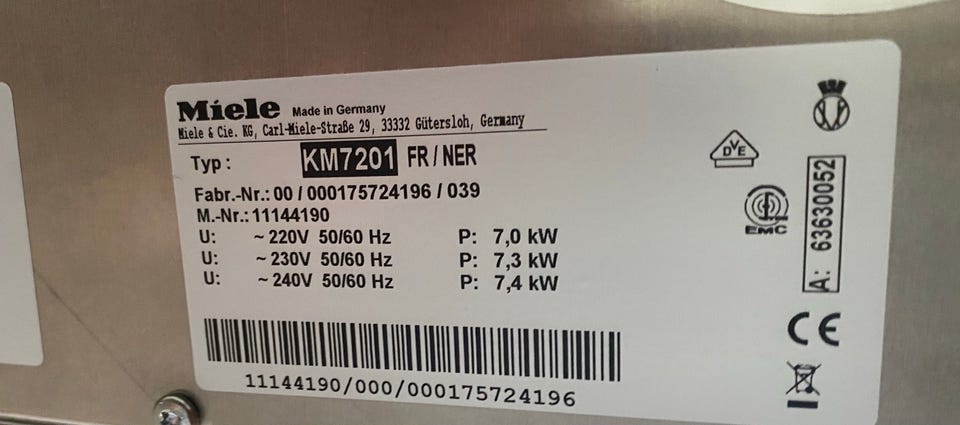 Miele Made in Germany
Miele & Cie. KG, Carl-Miele-Straße 29, 33332 Gütersloh, Germany
Typ: KM7201 FR / NER
Fabr.-Nr.: 00 / 000175724196 / 039
M.-Nr.: 11144190
U: ~ 220V 50/60 Hz P: 7,0 kW
U: ~ 230V 50/60 Hz P: 7,3 kW
U: ~ 240V 50/60 Hz P: 7,4 kW
11144190/000/000175724196
DVE
EMC
A: 63630052
CE